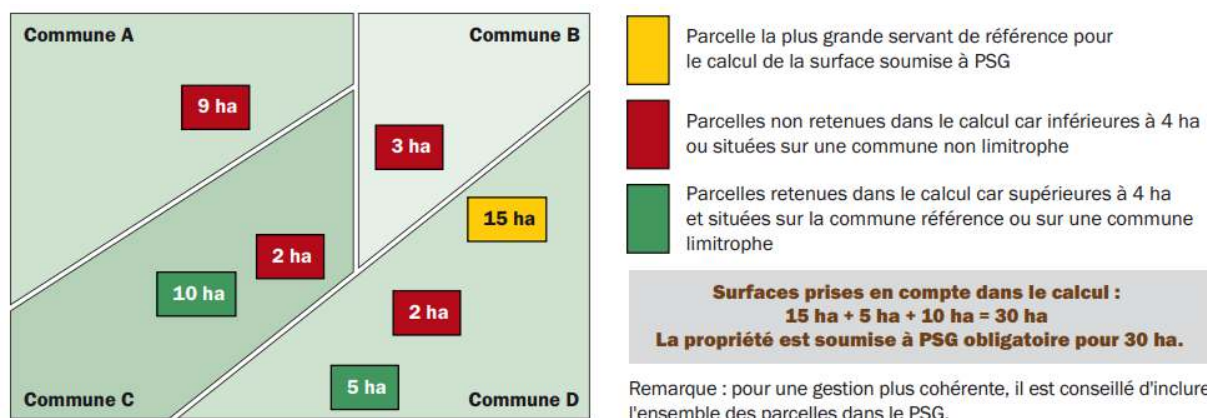 Commune A
Commune B
9 ha
3 ha
15 ha
2 ha
10 ha
2 ha
5 ha
Commune C
Commune D
Parcelle la plus grande servant de référence pour
le calcul de la surface soumise à PSG
Parcelles non retenues dans le calcul car inférieures à 4 ha
ou situées sur une commune non limitrophe
Parcelles retenues dans le calcul car supérieures à 4 ha
et situées sur la commune référence ou sur une commune
limitrophe
Surfaces prises en compte dans le calcul :
15 ha + 5 ha + 10 ha = 30 ha
La propriété est soumise à PSG obligatoire pour 30 ha.
Remarque : pour une gestion plus cohérente, il est conseillé d'inclure
l'ensemble des parcelles dans le PSG.